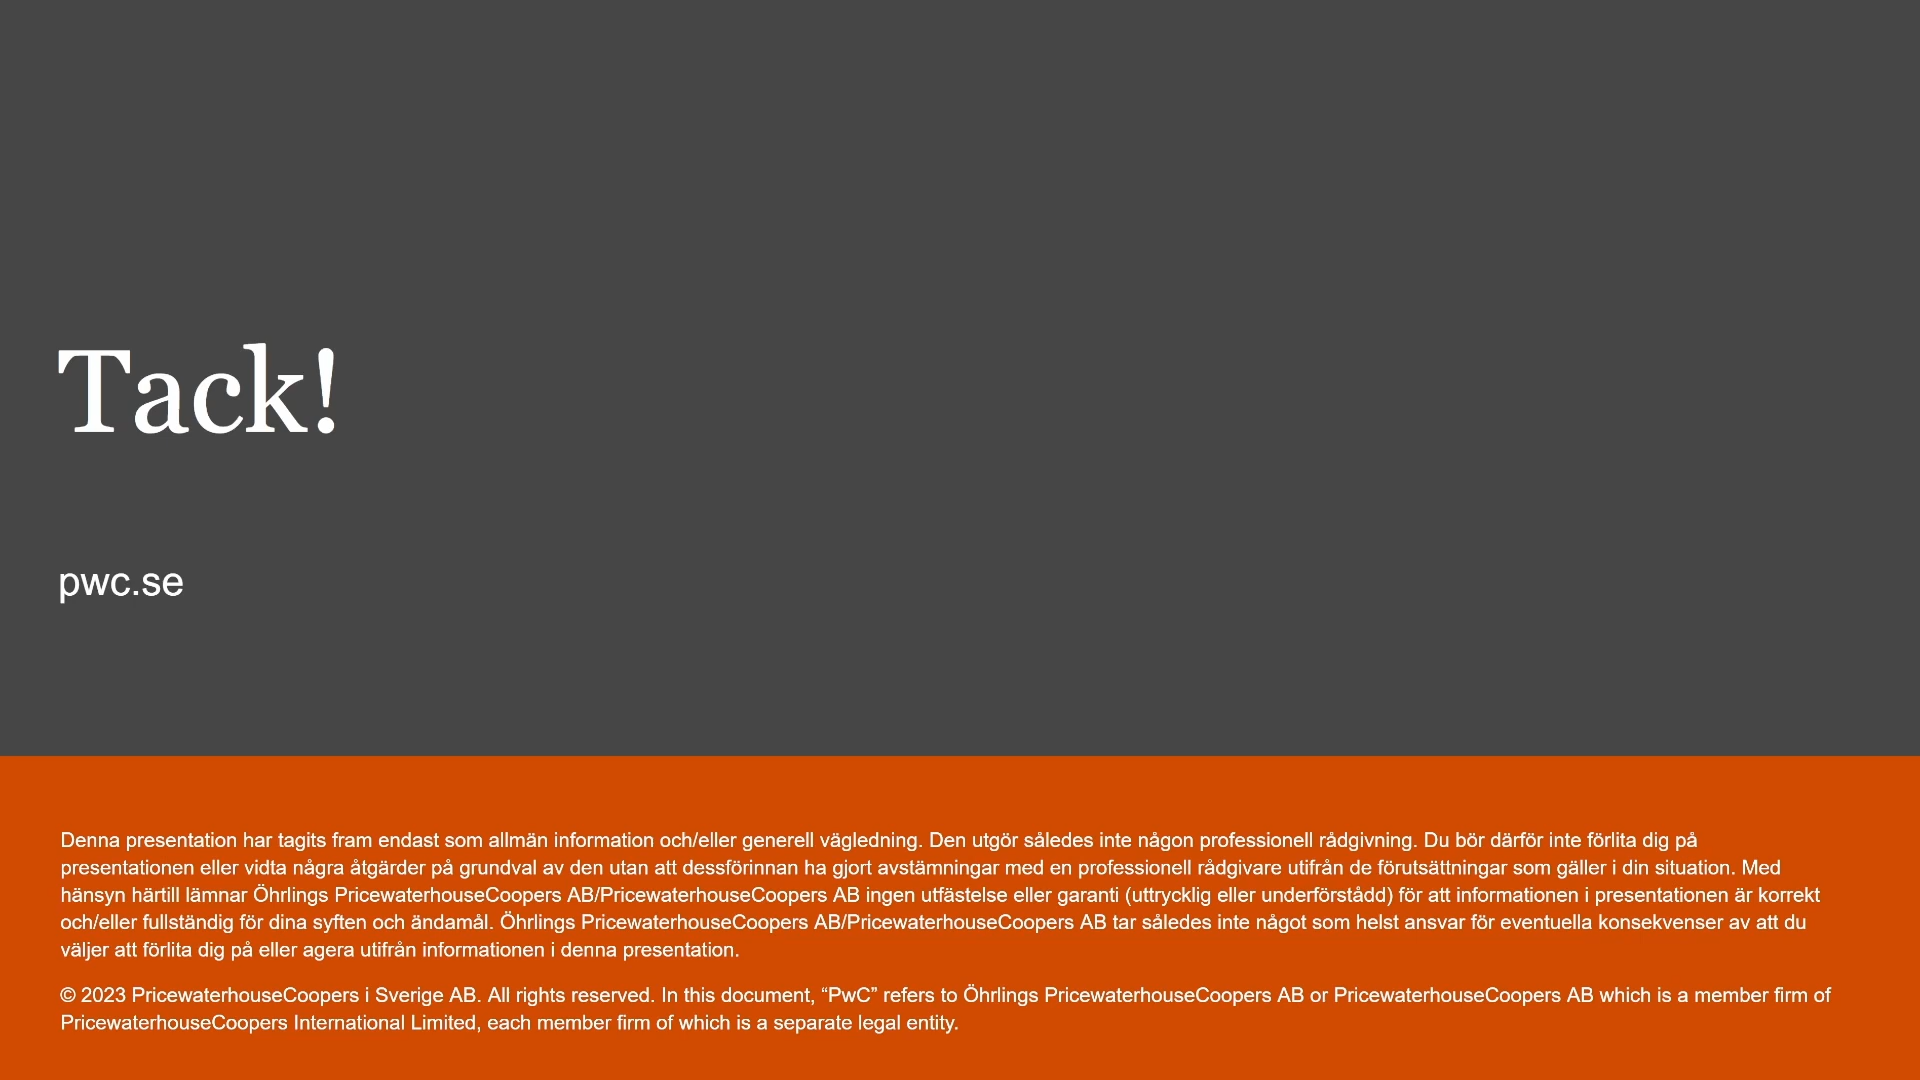 Tack!
pwc.se
Denna presentation har tagits fram endast som allmän information och/eller generell vägledning. Den utgör således inte någon professionell rådgivning. Du bör därför inte förlita dig på
presentationen eller vidta några åtgärder på grundval av den utan att dessförinnan ha gjort avstämningar med en professionell rådgivare utifrån de förutsättningar som gäller i din situation. Med
hänsyn härtill lämnar Öhrlings PricewaterhouseCoopers AB/PricewaterhouseCoopers AB ingen utfästelse eller garanti (uttrycklig eller underförstådd) för att informationen i presentationen är korrekt
och/eller fullständig för dina syften och ändamål. Öhrlings PricewaterhouseCoopers AB/PricewaterhouseCoopers AB tar således inte något som helst ansvar för eventuella konsekvenser av att du
väljer att förlita dig på eller agera utifrån informationen i denna presentation.
© 2023 PricewaterhouseCoopers i Sverige AB. All rights reserved. In this document, “PwC” refers to Öhrlings PricewaterhouseCoopers AB or PricewaterhouseCoopers AB which is a member firm of
PricewaterhouseCoopers International Limited, each member firm of which is a separate legal entity.